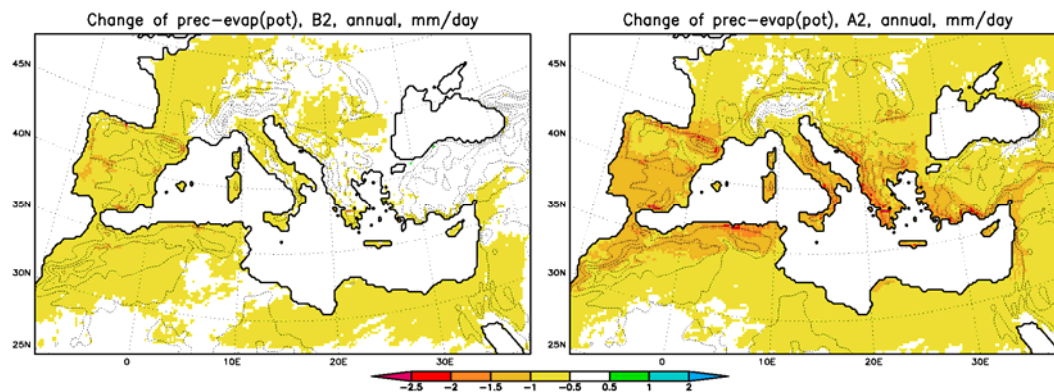 Change of prec-evap(pot), B2, annual, mm/day
Change of prec-evap(pot), A2, annual, mm/day
45N
40N
35N
30N
25N
0
10E
20E
30E
45N
40N
35N
30N
25N
0
10E
20E
30E
-2.5 -2 -1.5 -1 -0.5 0.5 1 2